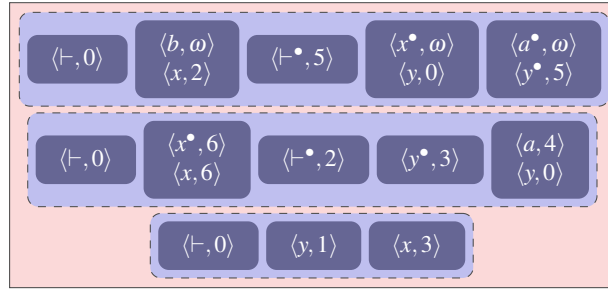 ⟨⊢, 0⟩ ⟨b, ω⟩ ⟨x, 2⟩ ⟨⊢•, 5⟩ ⟨x•, ω⟩ ⟨y, 0⟩ ⟨a•, ω⟩ ⟨y•, 5⟩
⟨⊢, 0⟩ ⟨x•, 6⟩ ⟨x, 6⟩ ⟨⊢•, 2⟩ ⟨y•, 3⟩ ⟨a, 4⟩ ⟨y, 0⟩
⟨⊢, 0⟩ ⟨y, 1⟩ ⟨x, 3⟩